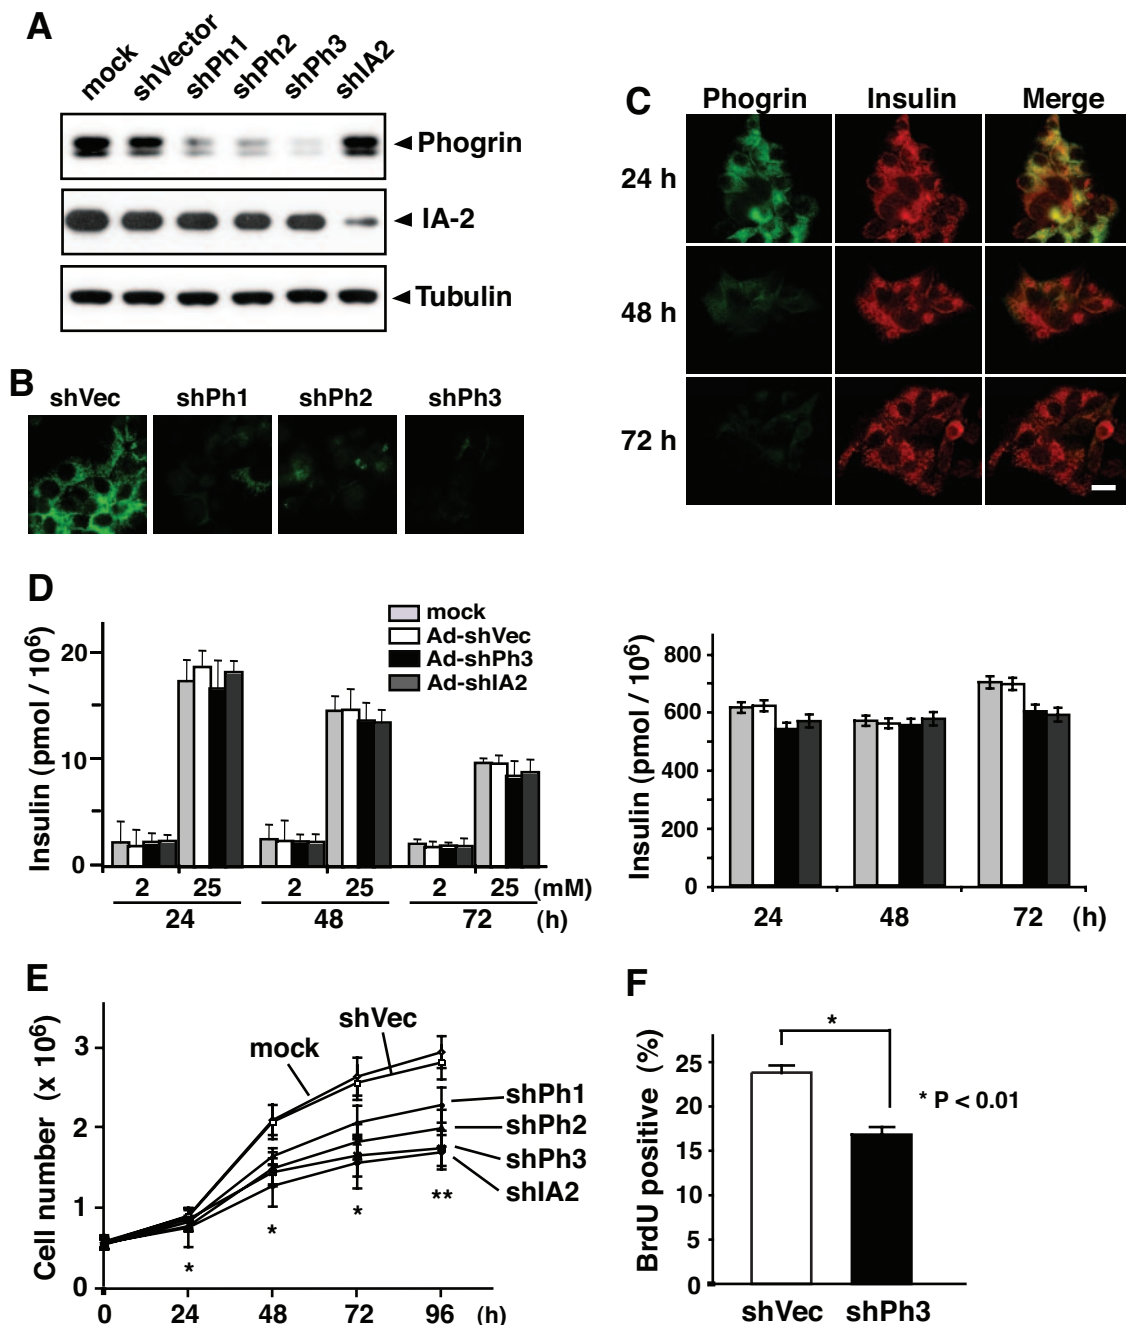 A
mock
shVector
shPh1
shPh2
shPh3
shIA2
Phogrin
IA-2
Tubulin
B
shVec
shPh1
shPh2
shPh3
C
Phogrin
Insulin
Merge
24 h
48 h
72 h
D
mock
Ad-shVec
Ad-shPh3
Ad-shIA2
Insulin (pmol / 10⁶)
20
10
0
2 25 2 25 2 25 (mM)
24 48 72 (h)
Insulin (pmol / 10⁶)
800
600
400
200
0
24 48 72 (h)
E
Cell number (x 10⁶)
3
2
1
0
mock
shVec
shPh1
shPh2
shPh3
shIA2
*
*
*
**
0 24 48 72 96 (h)
F
BrdU positive (%)
25
20
15
10
5
0
*
* P < 0.01
shVec shPh3